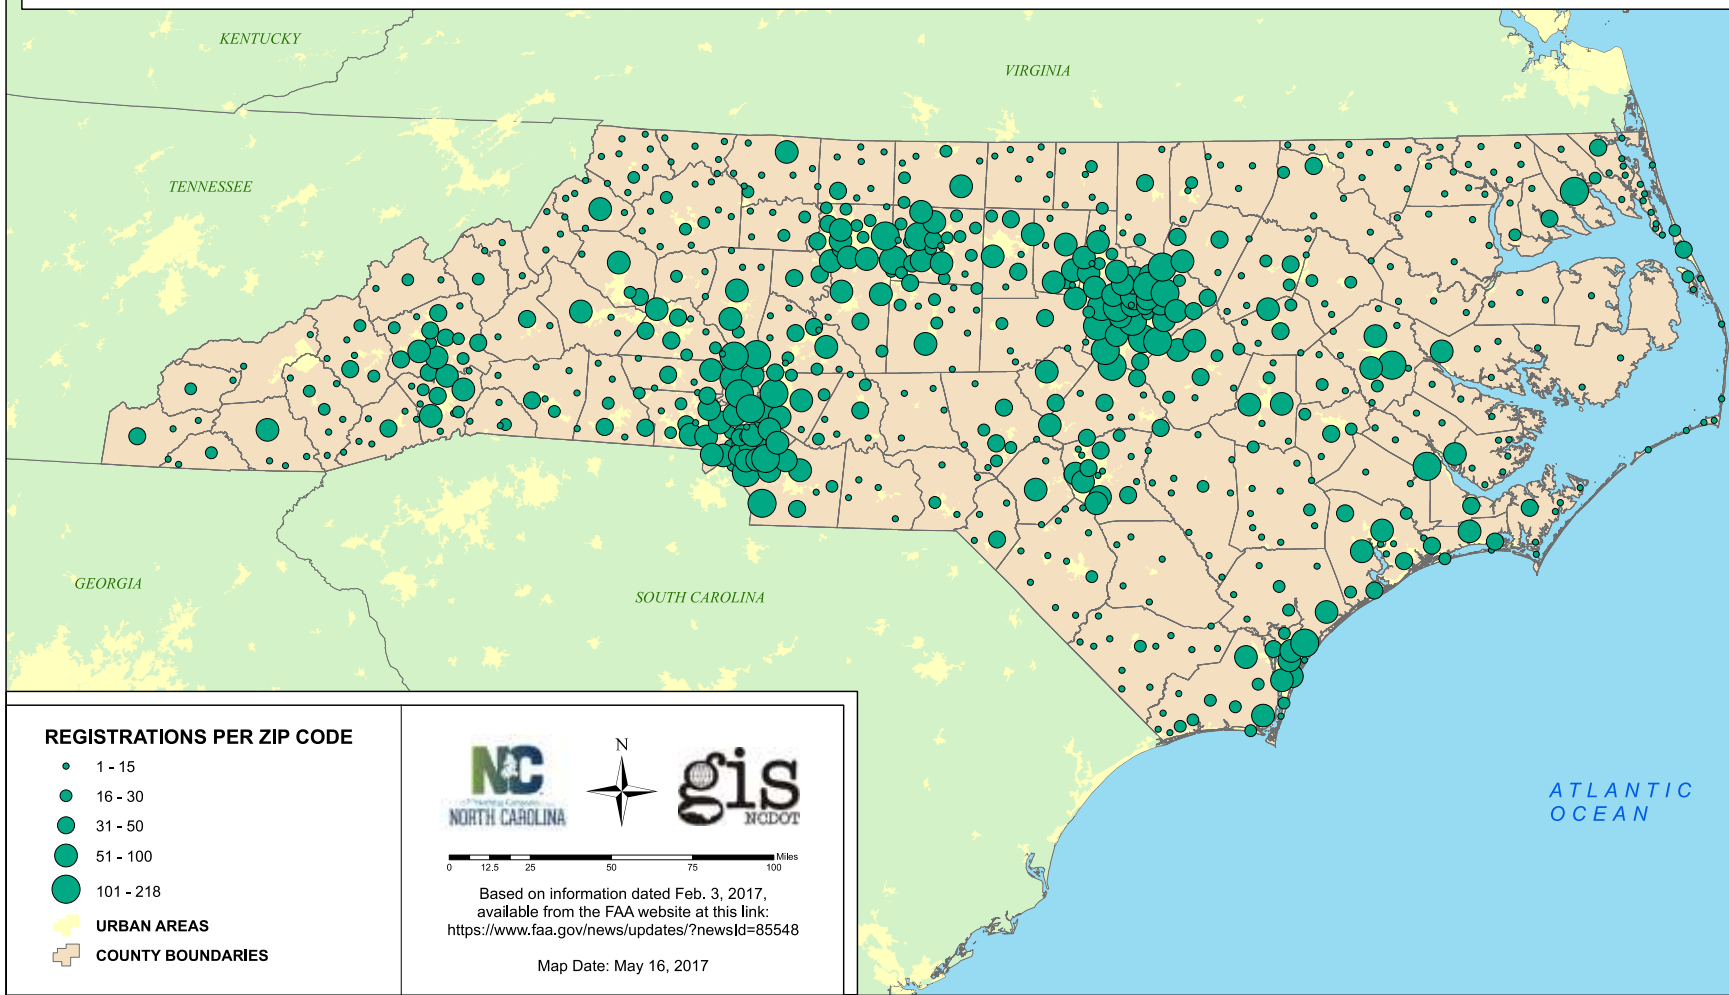 KENTUCKY
VIRGINIA
TENNESSEE
GEORGIA
SOUTH CAROLINA
ATLANTIC
OCEAN
REGISTRATIONS PER ZIP CODE
1 - 15
16 - 30
31 - 50
51 - 100
101 - 218
URBAN AREAS
COUNTY BOUNDARIES
NC
NORTH CAROLINA
N
gis
NCDOT
Miles
0 12.5 25 50 75 100
Based on information dated Feb. 3, 2017,
available from the FAA website at this link:
https://www.faa.gov/news/updates/?newsId=85548
Map Date: May 16, 2017